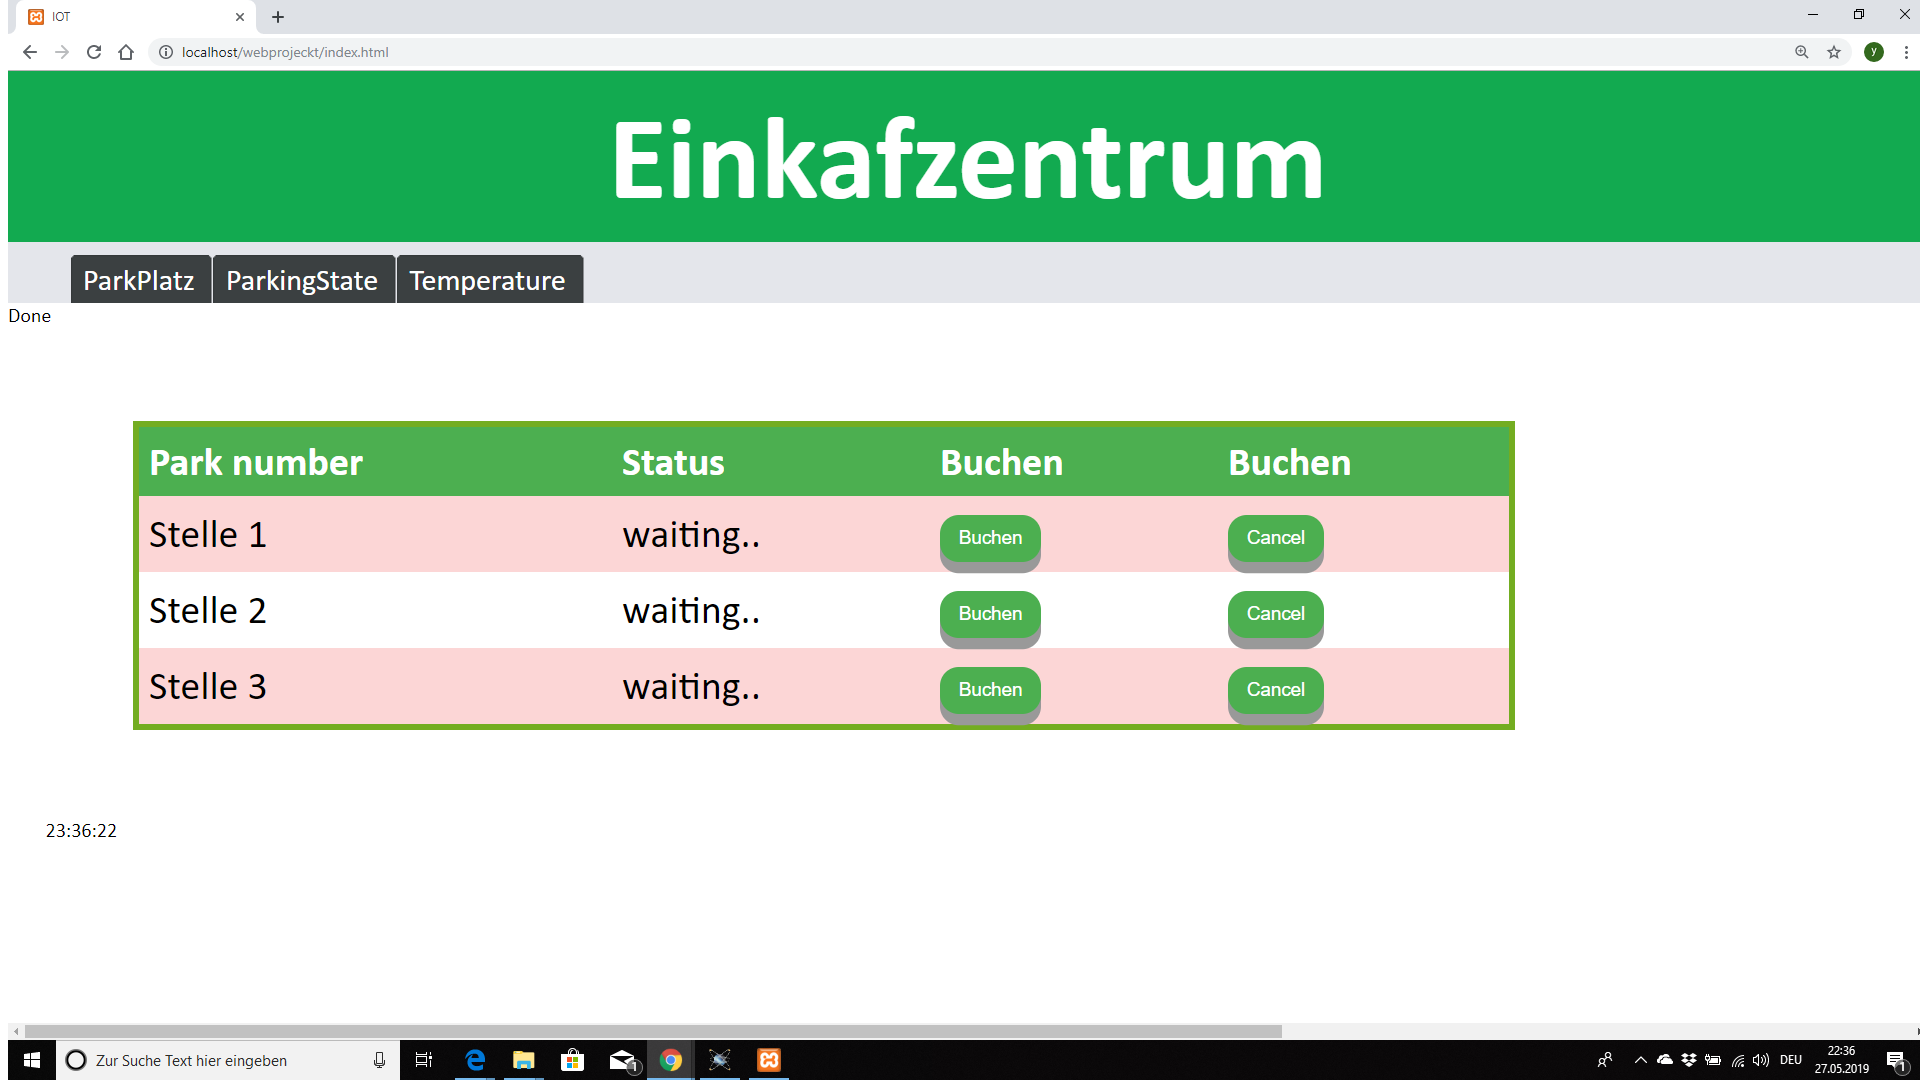 IOT
localhost/webprojeckt/index.html
y
Einkafzentrum
ParkPlatz ParkingState Temperature
Done
Park number Status Buchen Buchen
Stelle 1 waiting.. Buchen Cancel
Stelle 2 waiting.. Buchen Cancel
Stelle 3 waiting.. Buchen Cancel
23:36:22
Zur Suche Text hier eingeben
1
DEU
22:36
27.05.2019
1